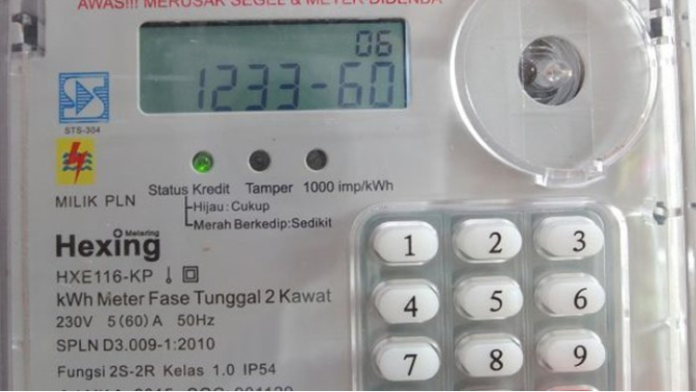 AWAS!!! MERUSAK SEGEL & METER DIDENDA
06
1233-60
STS-304
Status Kredit Tamper 1000 imp/kWh
MILIK PLN
Hijau : Cukup
Merah Berkedip:Sedikit
Metering
Hexing
HXE116-KP
kWh Meter Fase Tunggal 2 Kawat
230V 5(60)A 50Hz
SPLN D3.009-1:2010
Fungsi 2S-2R Kelas 1.0 IP54
1 2 3
4 5 6
7 8 9